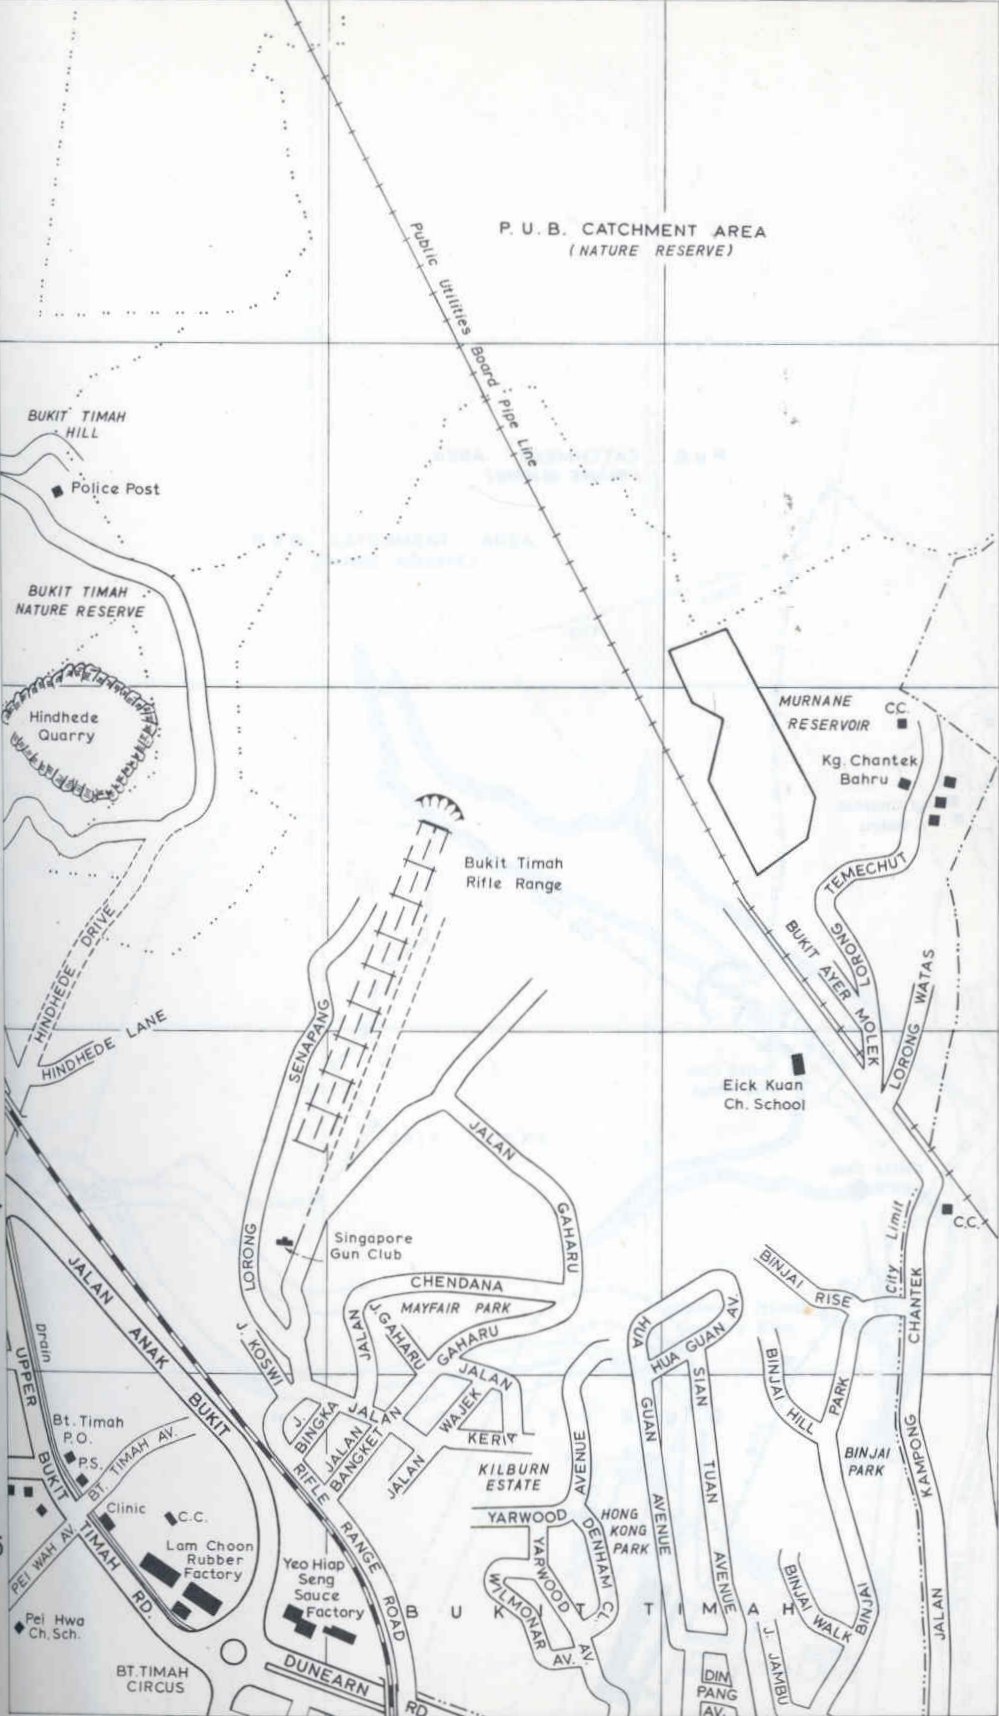 P. U. B. CATCHMENT AREA
(NATURE RESERVE)
Public Utilities Board Pipe Line
BUKIT TIMAH
HILL
Police Post
BUKIT TIMAH
NATURE RESERVE
Hindhede
Quarry
MURNANE
RESERVOIR
C.C.
Kg. Chantek
Bahru
Bukit Timah
Rifle Range
LORONG TEMECHUT
BUKIT AYER MOLEK
LORONG WATAS
HINDHEDE DRIVE
HINDHEDE LANE
LORONG SENAPANG
Eick Kuan
Ch. School
JALAN GAHARU
C.C.
City Limit
Singapore
Gun Club
CHENDANA
MAYFAIR PARK
JALAN
J. GAHARU
GAHARU
BINJAI RISE
JALAN KAMPONG CHANTEK
JALAN ANAK BUKIT
J. KOSWI
HUA GUAN AVENUE
HUA GUAN AV.
SIAN TUAN AVENUE
BINJAI HILL
BINJAI PARK
BINJAI
PARK
Drain
UPPER BUKIT TIMAH RD.
J. BINGKA
JALAN
JALAN BANGKET
JALAN WAJEK
JALAN KERIT
KILBURN
ESTATE
AVENUE
Bt. Timah
P.O.
P.S.
BT. TIMAH AV.
RIFLE RANGE ROAD
Clinic
C.C.
YARWOOD
YARWOOD AV.
DENHAM CL.
HONG
KONG
PARK
PEI WAH AV.
Lam Choon
Rubber
Factory
Yeo Hiap
Seng
Sauce
Factory
WILMONAR AV.
BINJAI WALK
BUKIT TIMAH
Pei Hwa
Ch. Sch.
J. JAMBU
BT. TIMAH
CIRCUS
DUNEARN RD.
DIN
PANG
AV.